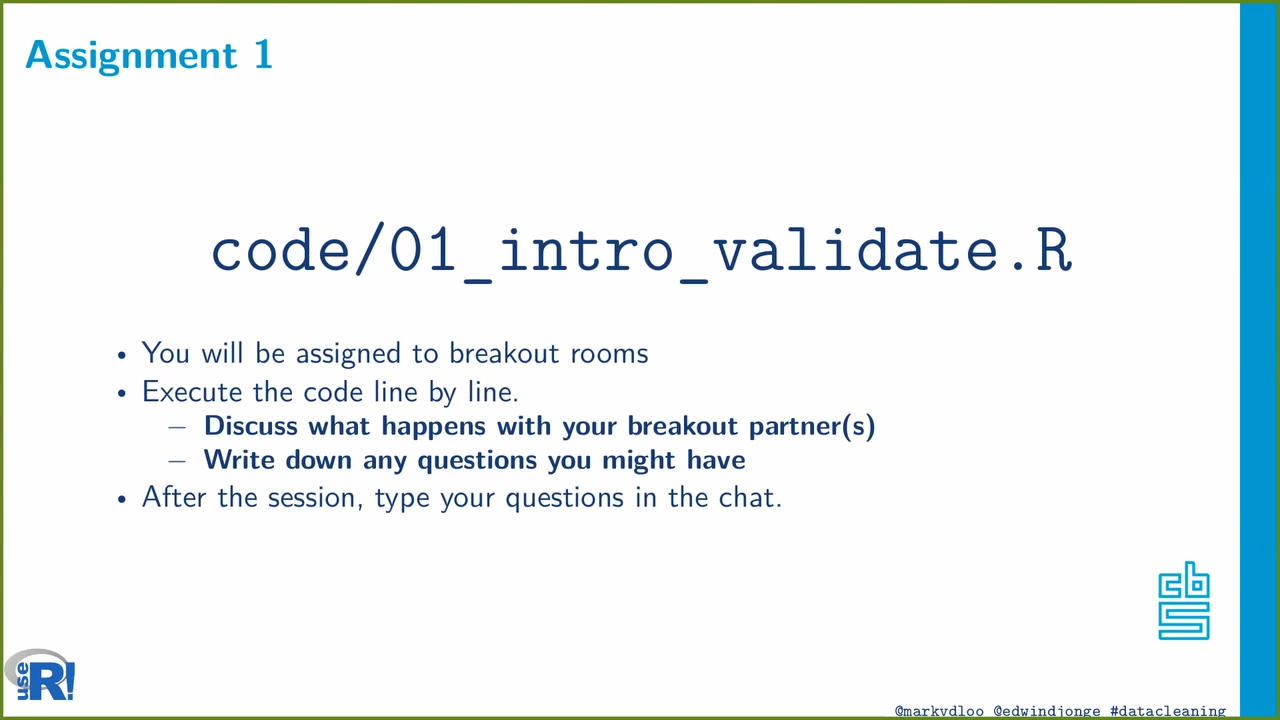 Assignment 1
code/01_intro_validate.R
• You will be assigned to breakout rooms
• Execute the code line by line.
– Discuss what happens with your breakout partner(s)
– Write down any questions you might have
• After the session, type your questions in the chat.
cbs
useR!
@markvdloo @edwindjonge #datacleaning